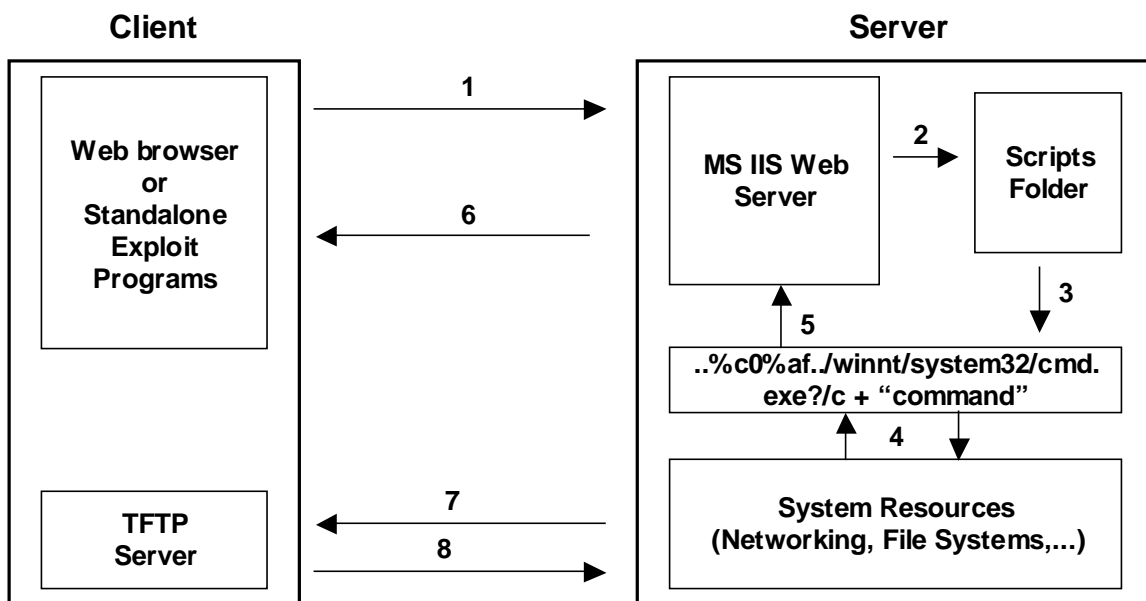 Client
Server
Web browser
or
Standalone
Exploit
Programs
1
6
MS IIS Web
Server
2
Scripts
Folder
3
5
..%c0%af../winnt/system32/cmd.
exe?/c + “command”
4
TFTP
Server
7
8
System Resources
(Networking, File Systems,...)